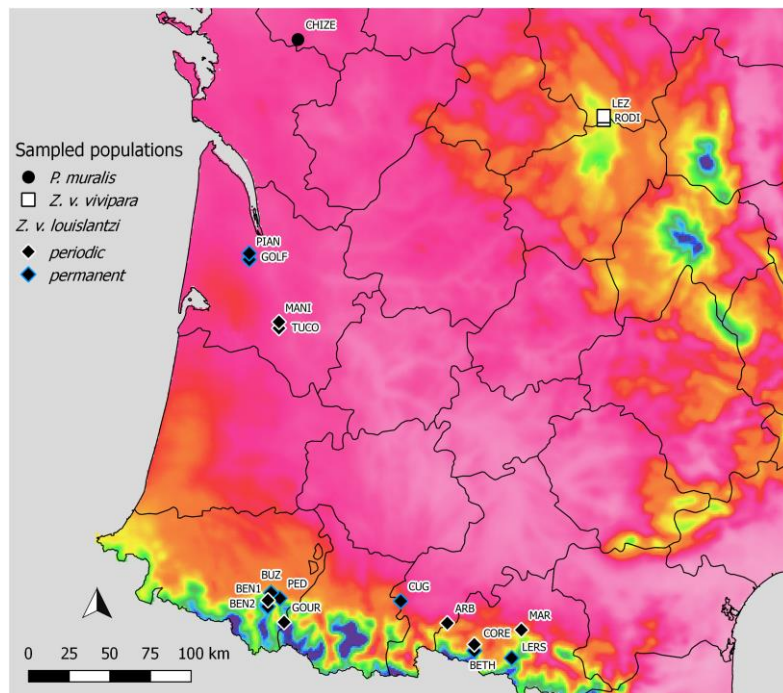 CHIZE
LEZ
RODI
Sampled populations
P. muralis
Z. v. vivipara
Z. v. louislantzi
periodic
permanent
PIAN
GOLF
MANI
TUCO
BUZ
BEN1
PED
BEN2
GOUR
CUG
ARB
MAR
CORE
LERS
BETH
0 25 50 75 100 km